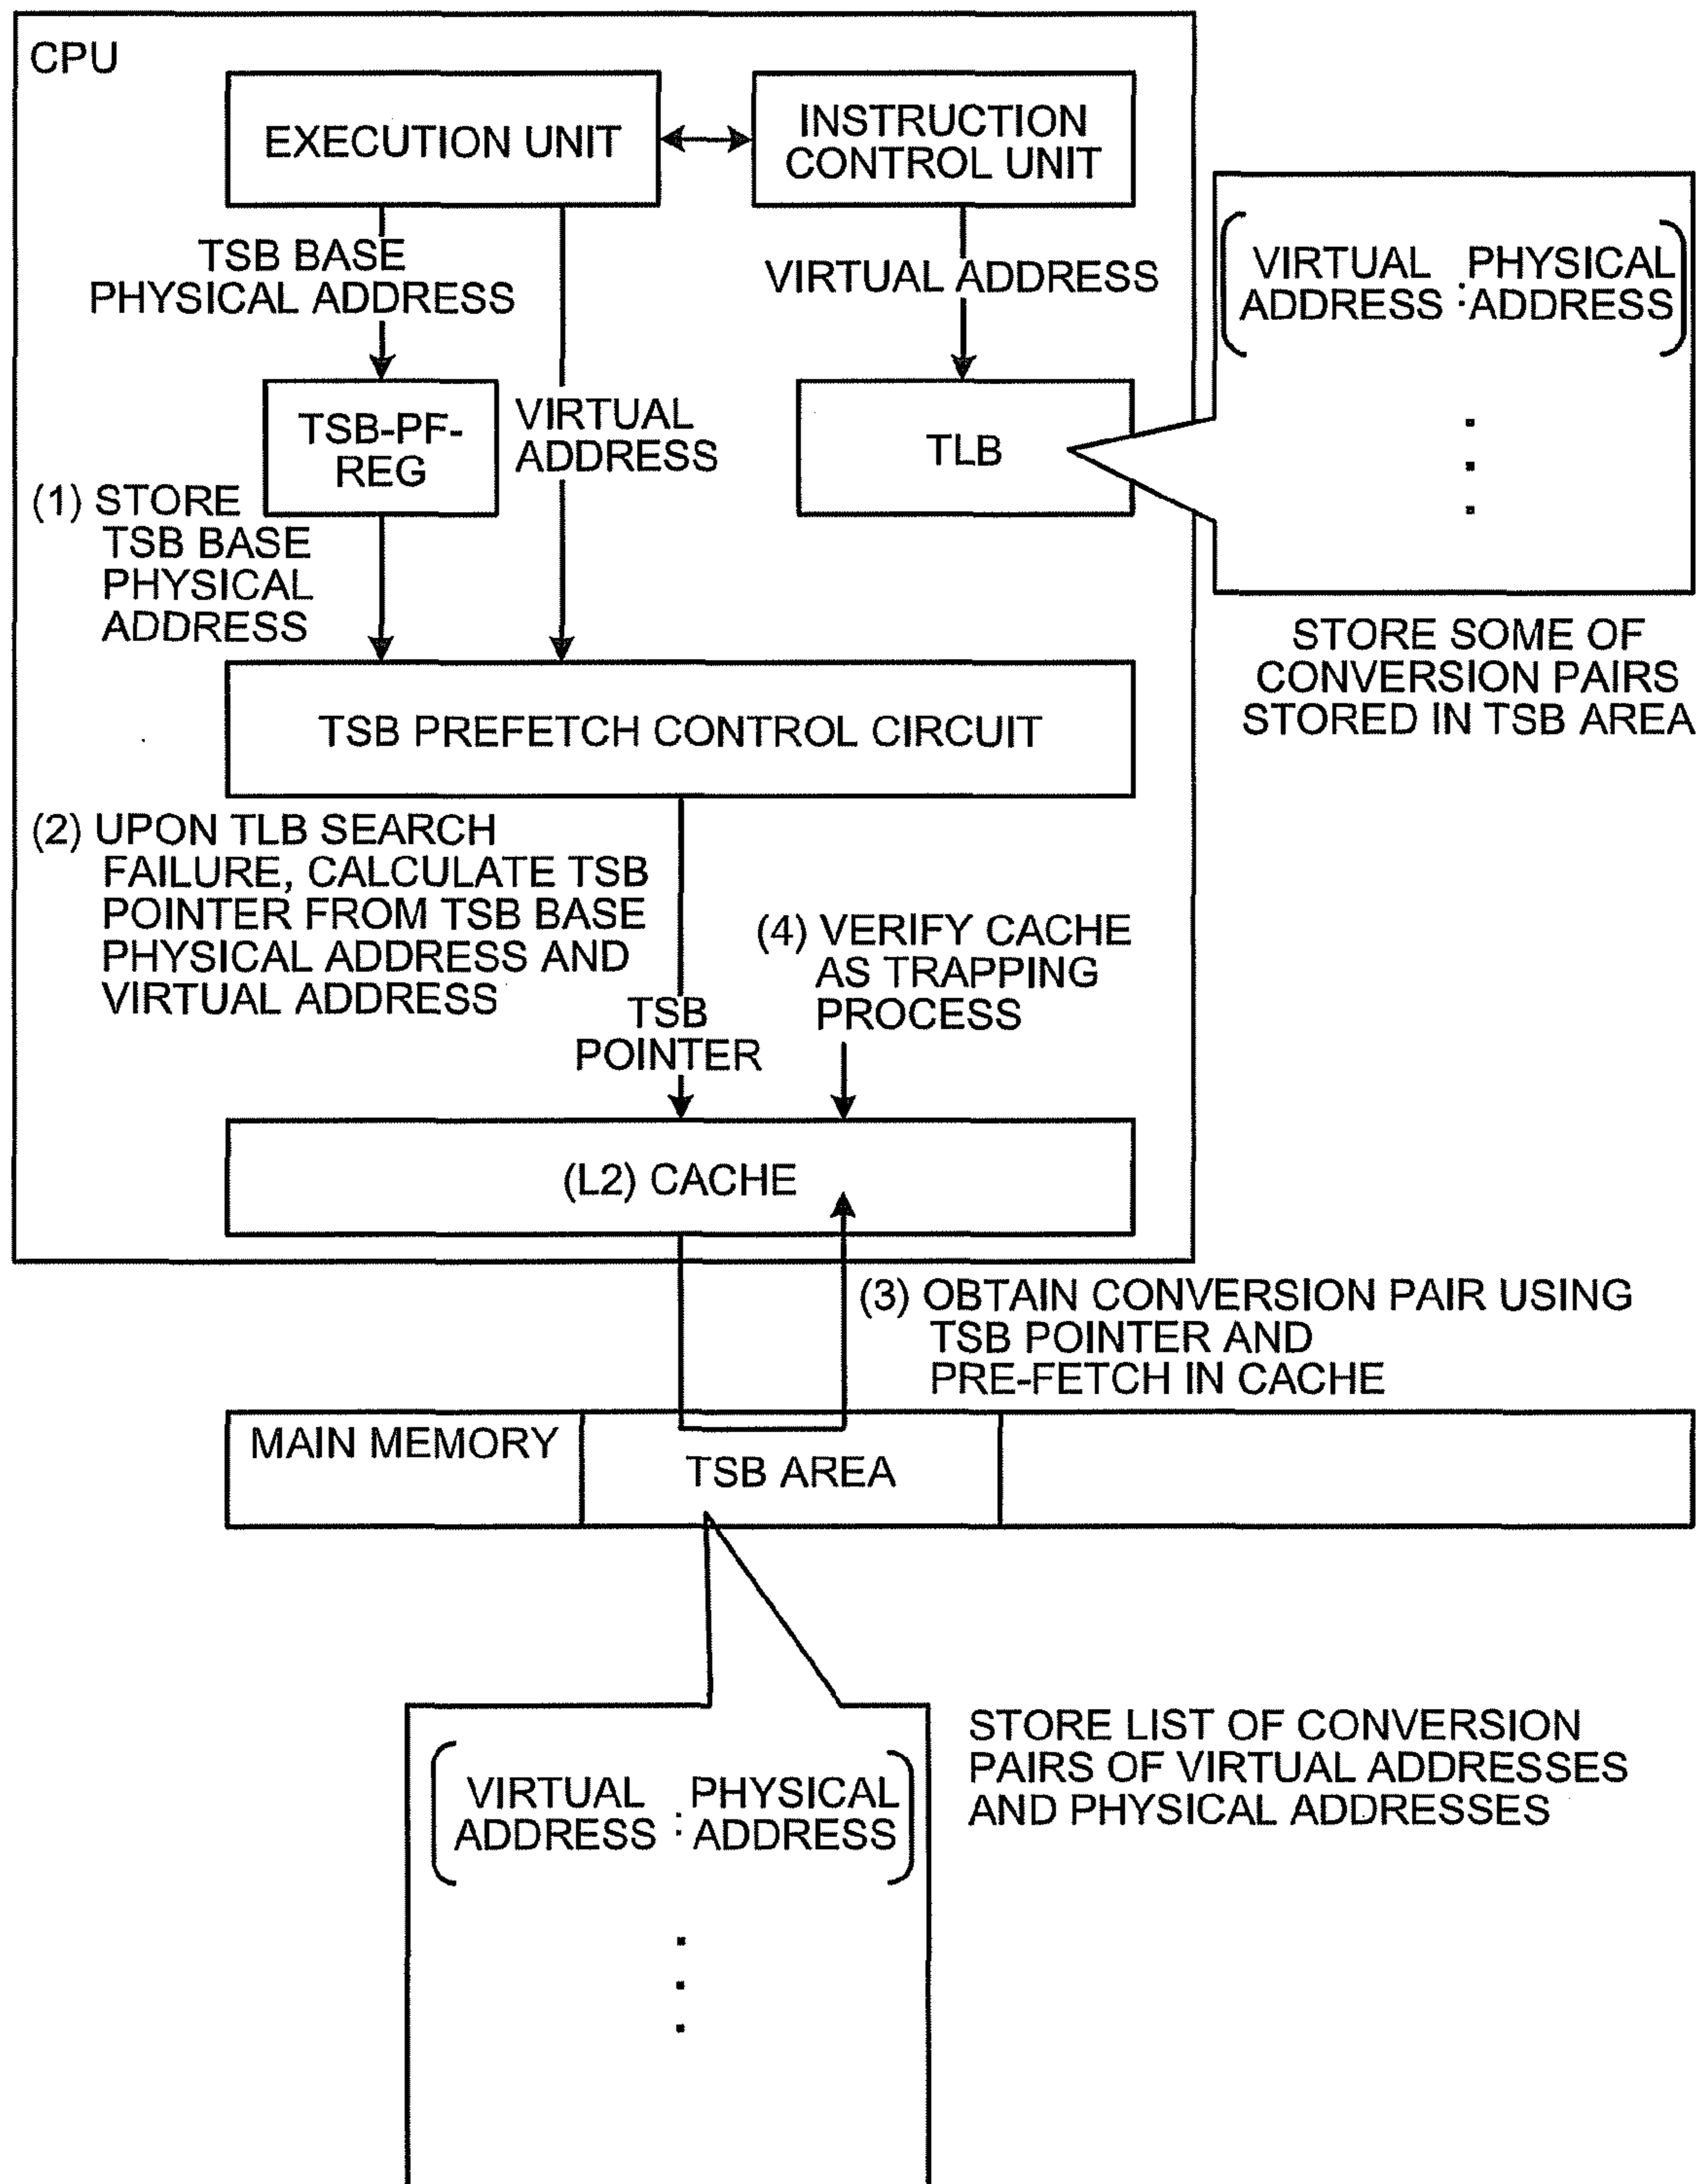 CPU
EXECUTION UNIT
INSTRUCTION
CONTROL UNIT
TSB BASE
PHYSICAL ADDRESS
VIRTUAL ADDRESS
VIRTUAL PHYSICAL
ADDRESS : ADDRESS
TSB-PF-
REG
VIRTUAL
ADDRESS
TLB
(1) STORE
TSB BASE
PHYSICAL
ADDRESS
STORE SOME OF
CONVERSION PAIRS
STORED IN TSB AREA
TSB PREFETCH CONTROL CIRCUIT
(2) UPON TLB SEARCH
FAILURE, CALCULATE TSB
POINTER FROM TSB BASE
PHYSICAL ADDRESS AND
VIRTUAL ADDRESS
TSB
POINTER
(4) VERIFY CACHE
AS TRAPPING
PROCESS
(L2) CACHE
(3) OBTAIN CONVERSION PAIR USING
TSB POINTER AND
PRE-FETCH IN CACHE
MAIN MEMORY
TSB AREA
VIRTUAL PHYSICAL
ADDRESS : ADDRESS
STORE LIST OF CONVERSION
PAIRS OF VIRTUAL ADDRESSES
AND PHYSICAL ADDRESSES